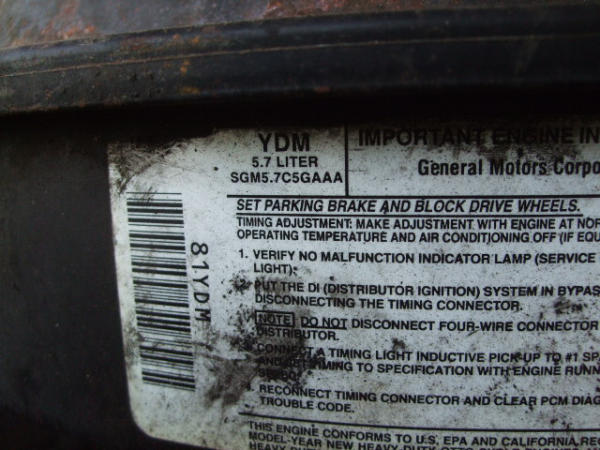 YDM
5.7 LITER
SGM5.7C5GAAA
IMPORTANT ENGINE IN
General Motors Corpo
SET PARKING BRAKE AND BLOCK DRIVE WHEELS.
TIMING ADJUSTMENT: MAKE ADJUSTMENT WITH ENGINE AT NOR
OPERATING TEMPERATURE AND AIR CONDITIONING OFF (IF EQU
1. VERIFY NO MALFUNCTION INDICATOR LAMP (SERVICE
LIGHT).
2. PUT THE DI (DISTRIBUTOR IGNITION) SYSTEM IN BYPAS
DISCONNECTING THE TIMING CONNECTOR.
NOTE DO NOT DISCONNECT FOUR-WIRE CONNECTOR
DISTRIBUTOR.
CONNECT A TIMING LIGHT INDUCTIVE PICK-UP TO #1 SPA
TIMING TO SPECIFICATION WITH ENGINE RUNN
RECONNECT TIMING CONNECTOR AND CLEAR PCM DIAG
TROUBLE CODE.
THIS ENGINE CONFORMS TO U.S. EPA AND CALIFORNIA RE
MODEL-YEAR NEW HEAVY-DUTY OTTO CYCLE ENGINES
81YDM